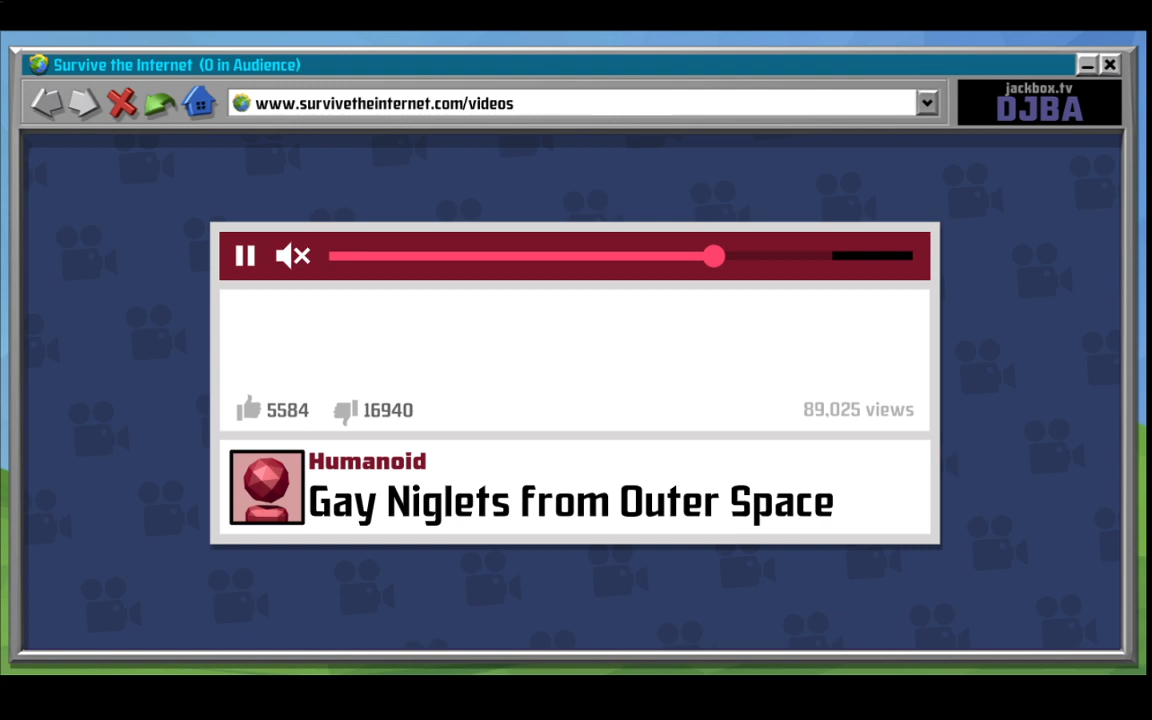 Survive the Internet (0 in Audience)
www.survivetheinternet.com/videos
jackbox.tv
DJBA
5584 16940 89,025 views
Humanoid
Gay Niglets from Outer Space